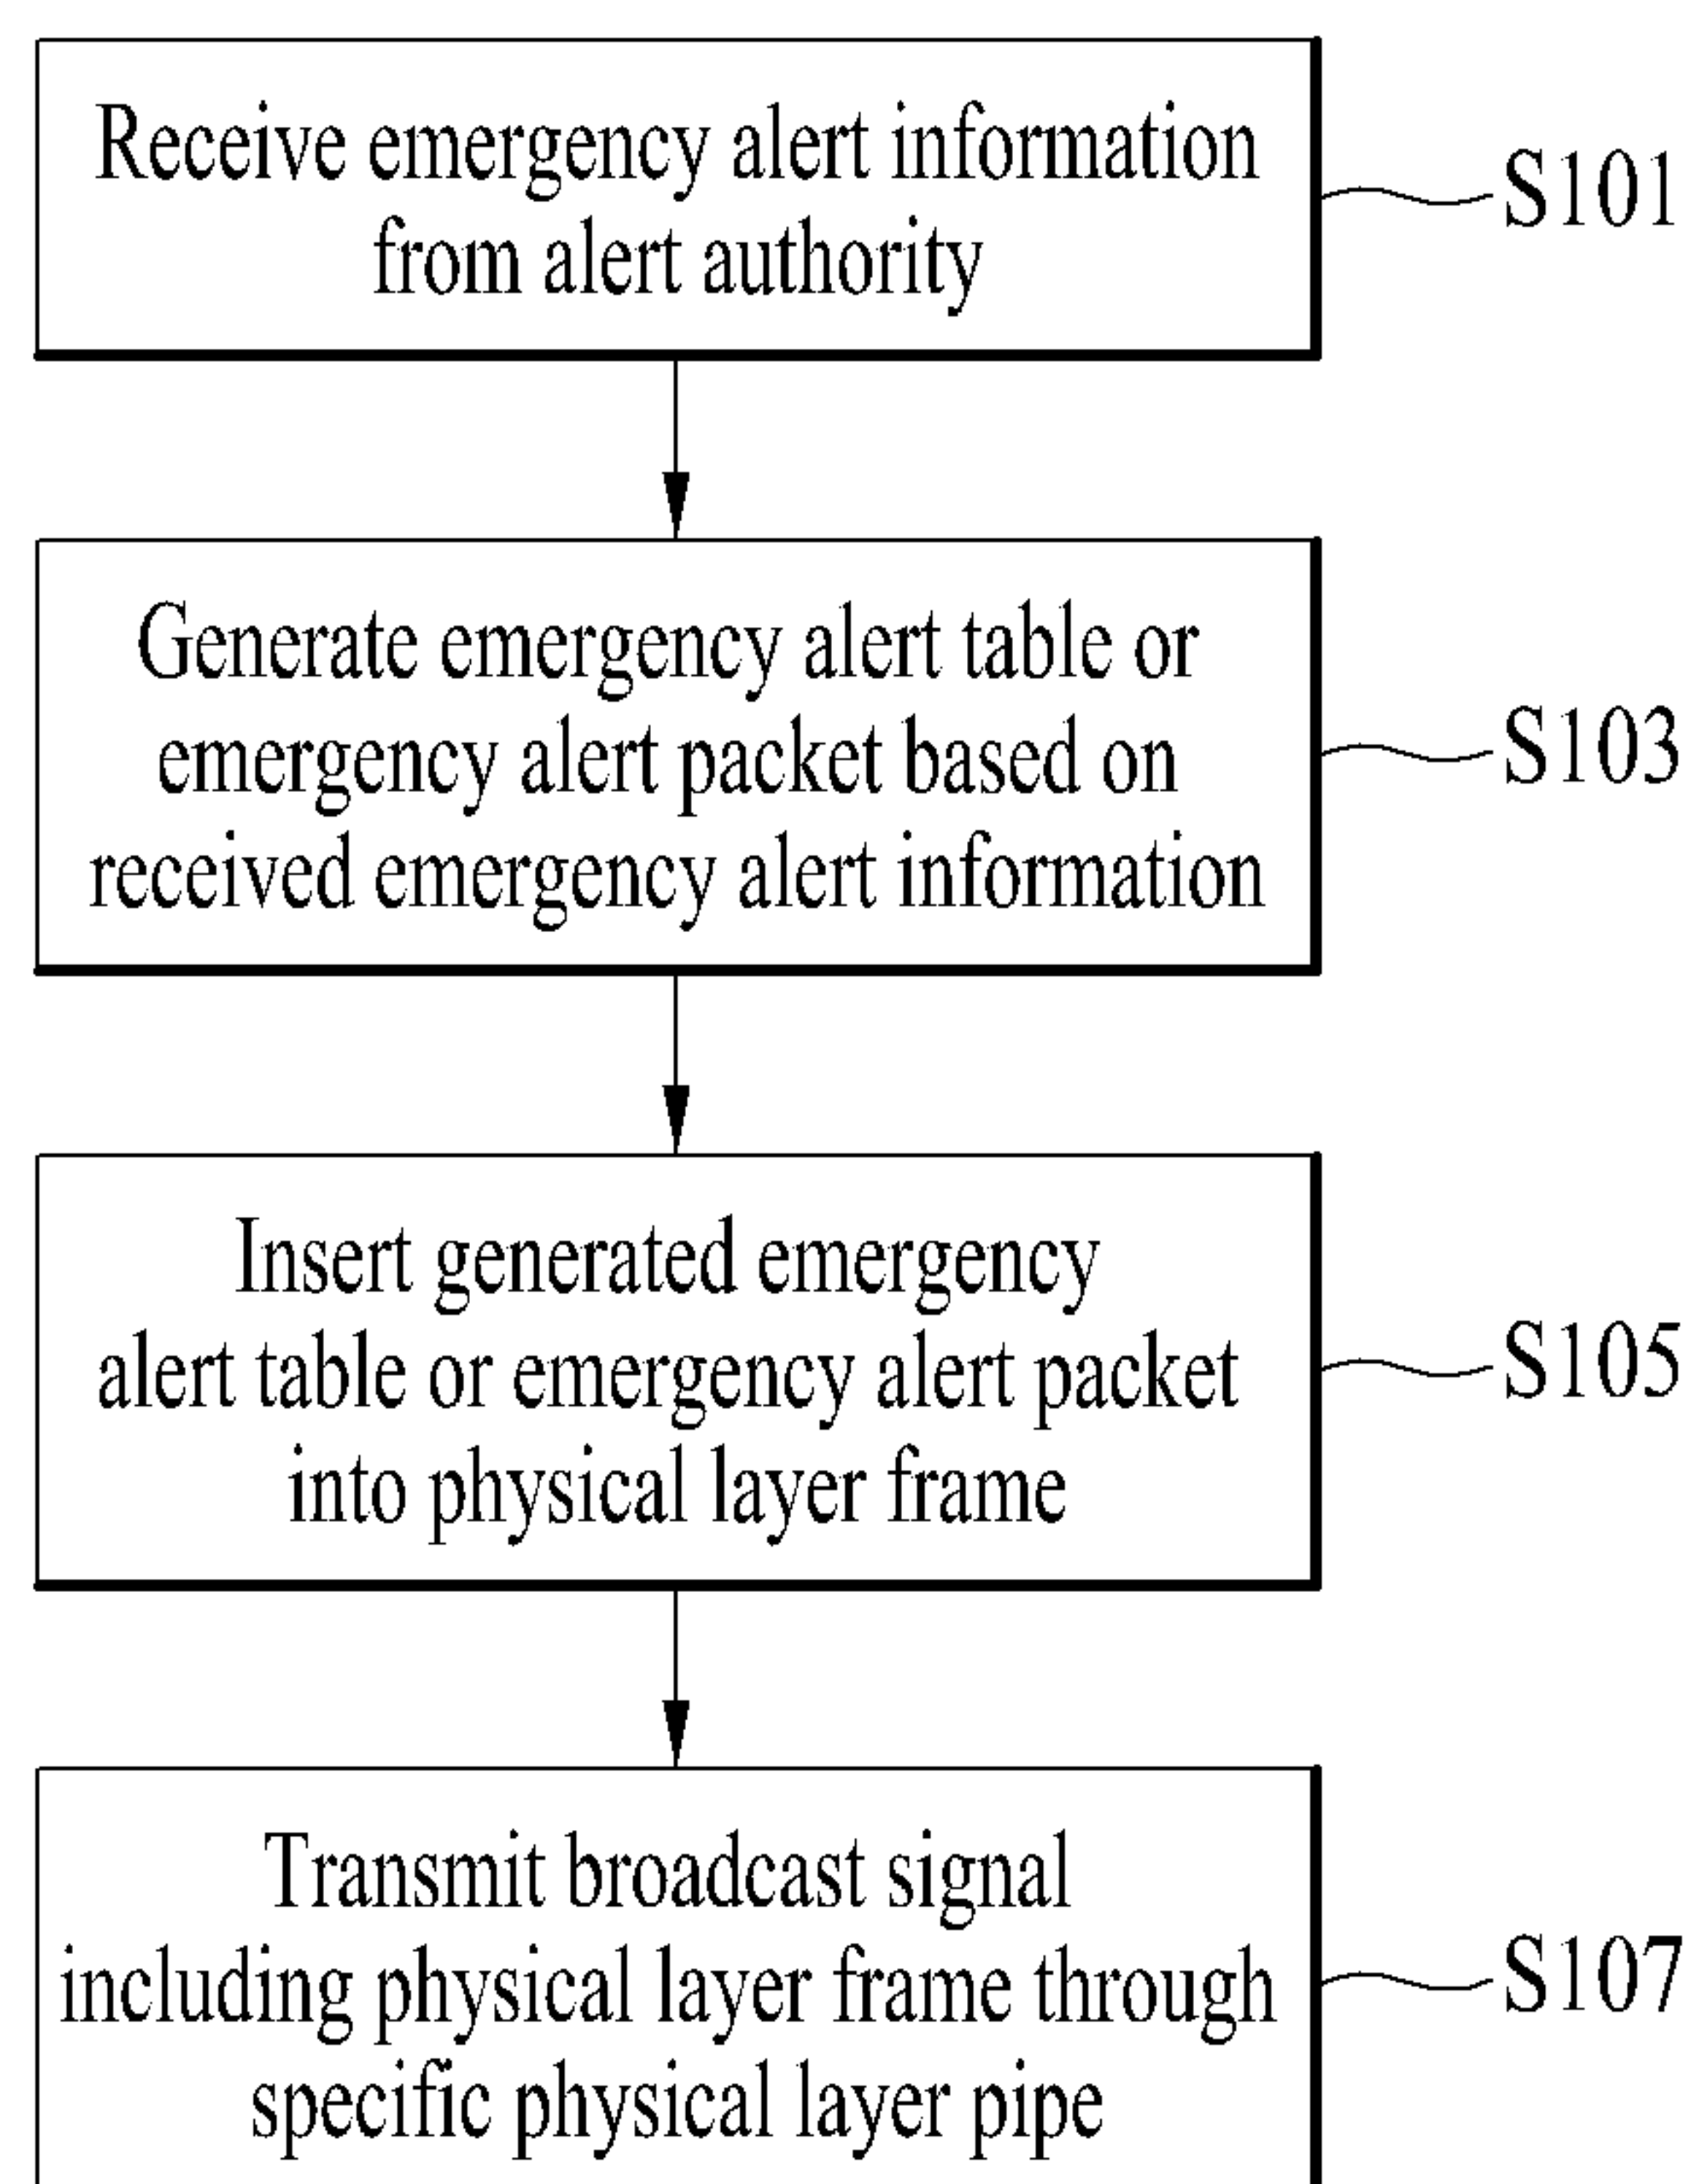 Receive emergency alert information
from alert authority
S101
Generate emergency alert table or
emergency alert packet based on
received emergency alert information
S103
Insert generated emergency
alert table or emergency alert packet
into physical layer frame
S105
Transmit broadcast signal
including physical layer frame through
specific physical layer pipe
S107